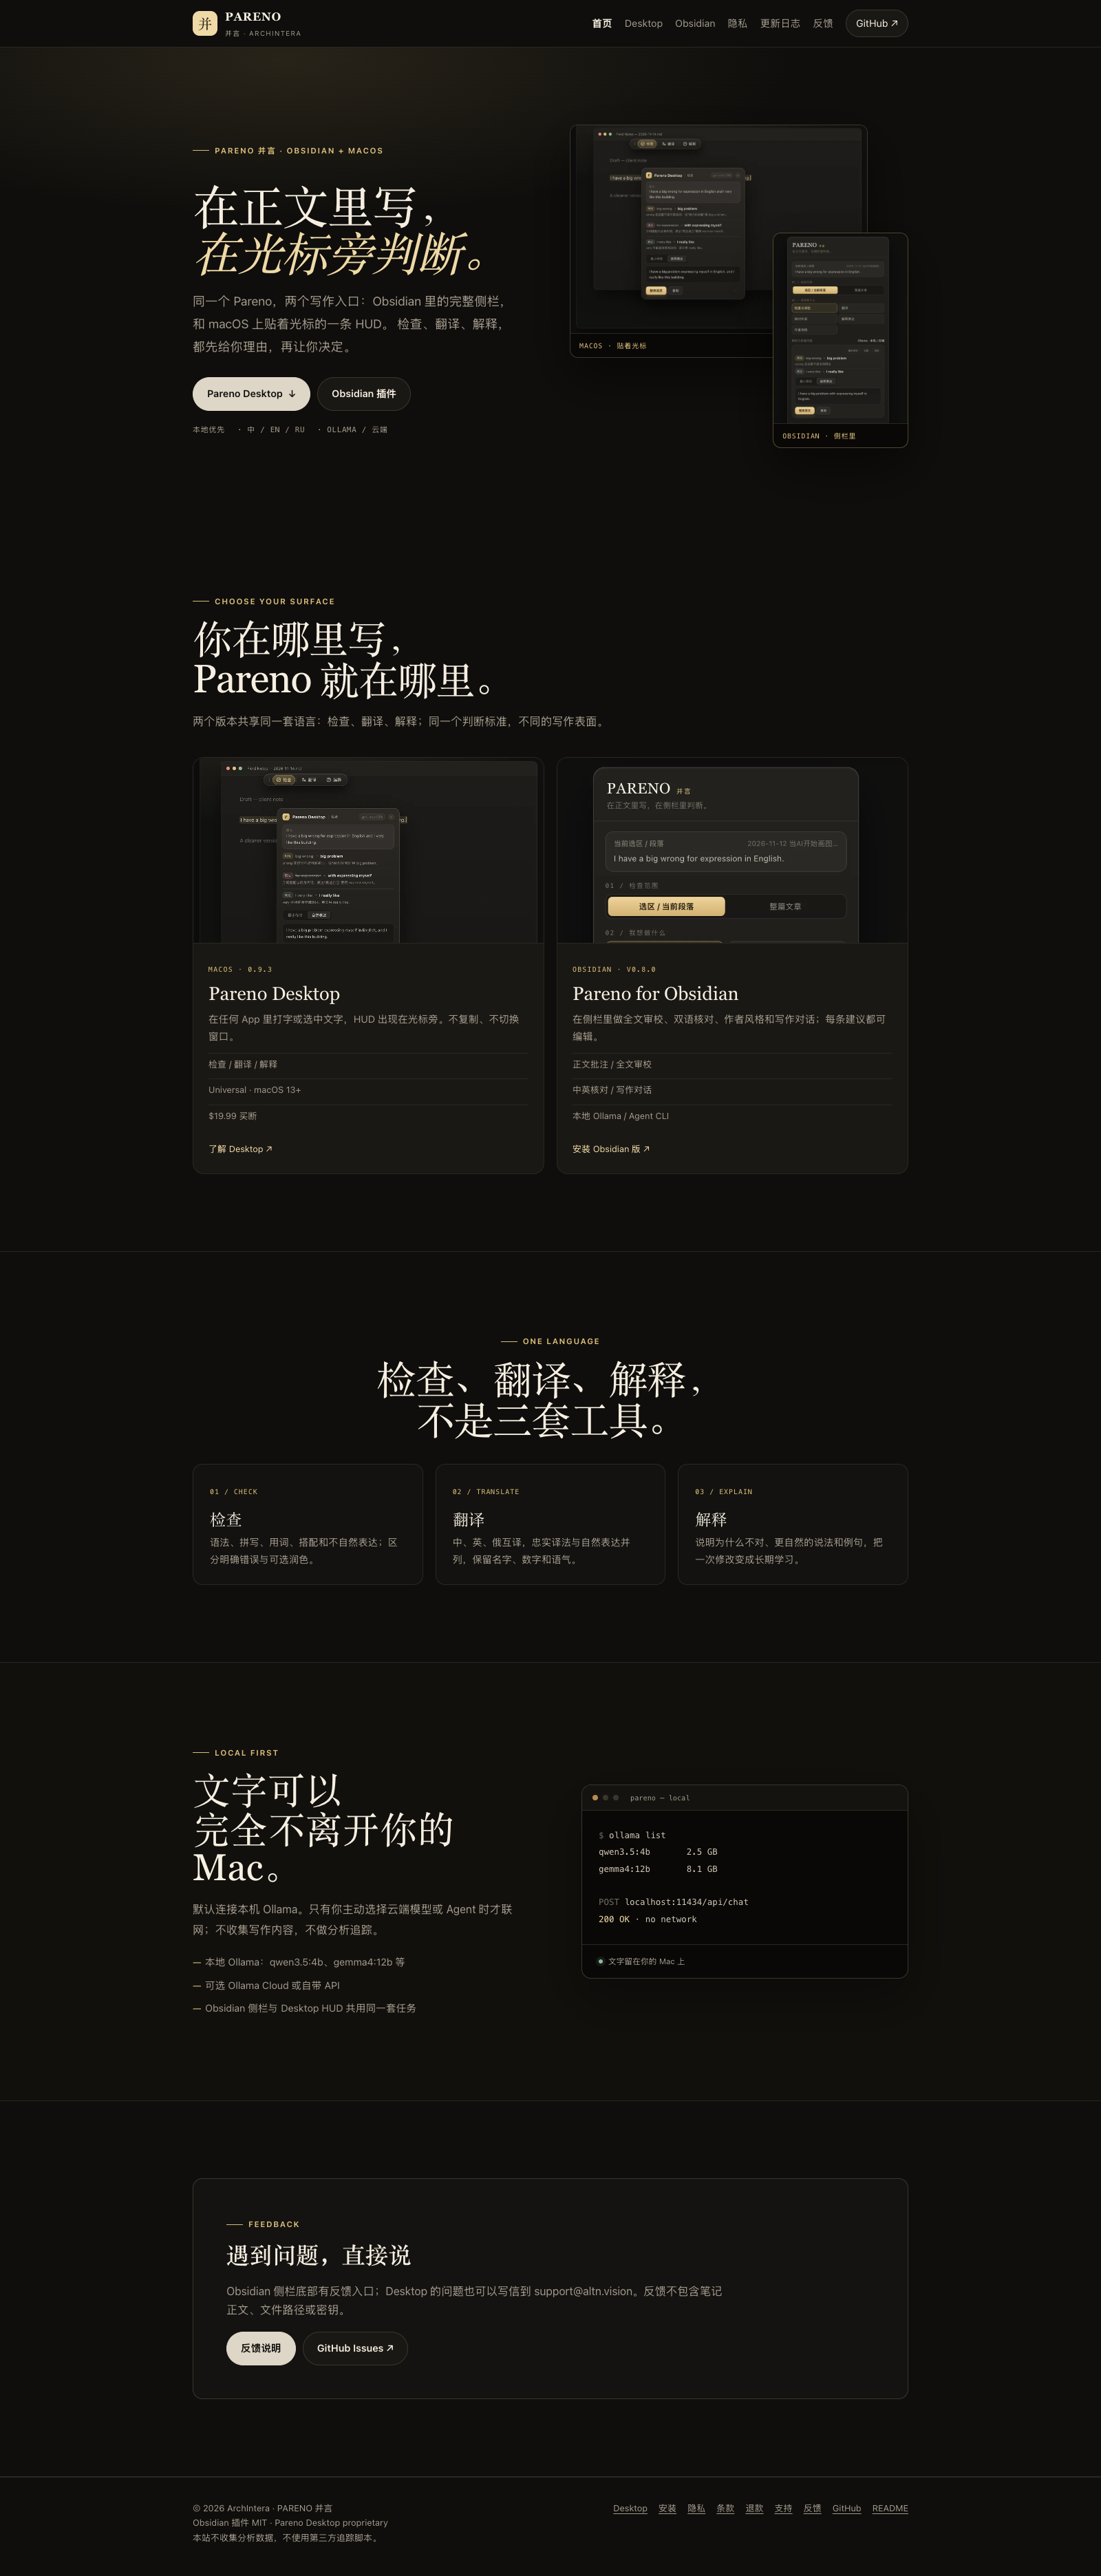 并
PARENO
并言 · ARCHINTERA
首页 Desktop Obsidian 隐私 更新日志 反馈 GitHub ↗
PARENO 并言 · OBSIDIAN + MACOS
在正文里写，
在光标旁判断。
同一个 Pareno，两个写作入口：Obsidian 里的完整侧栏，
和 macOS 上贴着光标的一条 HUD。检查、翻译、解释，
都先给你理由，再让你决定。
Pareno Desktop ↓ Obsidian 插件
本地优先 · 中 / EN / RU · OLLAMA / 云端
MACOS · 贴着光标
PARENO
OBSIDIAN · 侧栏里
CHOOSE YOUR SURFACE
你在哪里写，
Pareno 就在哪里。
两个版本共享同一套语言：检查、翻译、解释；同一个判断标准，不同的写作表面。
Draft — client note
Pareno Desktop
big wrong → big problem
→ with expressing myself
I very like → I really like
PARENO 并言
在正文里写，在侧栏里判断。
当前选区 / 段落 2026-11-12 当AI开始画图...
I have a big wrong for expression in English.
01 / 检查范围
选区 / 当前段落 整篇文章
02 / 我想做什么
MACOS · 0.9.3
Pareno Desktop
在任何 App 里打字或选中文字，HUD 出现在光标旁。不复制、不切换
窗口。
检查 / 翻译 / 解释
Universal · macOS 13+
$19.99 买断
了解 Desktop ↗
OBSIDIAN · V0.8.0
Pareno for Obsidian
在侧栏里做全文审校、双语核对、作者风格和写作对话；每条建议都可
编辑。
正文批注 / 全文审校
中英核对 / 写作对话
本地 Ollama / Agent CLI
安装 Obsidian 版 ↗
ONE LANGUAGE
检查、翻译、解释，
不是三套工具。
01 / CHECK
检查
语法、拼写、用词、搭配和不自然表达；区
分明确错误与可选润色。
02 / TRANSLATE
翻译
中、英、俄互译，忠实译法与自然表达并
列，保留名字、数字和语气。
03 / EXPLAIN
解释
说明为什么不对、更自然的说法和例句，把
一次修改变成长期学习。
LOCAL FIRST
文字可以
完全不离开你的
Mac。
默认连接本机 Ollama。只有你主动选择云端模型或 Agent 时才联
网；不收集写作内容，不做分析追踪。
— 本地 Ollama：qwen3.5:4b、gemma4:12b 等
— 可选 Ollama Cloud 或自带 API
— Obsidian 侧栏与 Desktop HUD 共用同一套任务
pareno — local
$ ollama list
qwen3.5:4b 2.5 GB
gemma4:12b 8.1 GB
POST localhost:11434/api/chat
200 OK · no network
文字留在你的 Mac 上
FEEDBACK
遇到问题，直接说
Obsidian 侧栏底部有反馈入口；Desktop 的问题也可以写信到 support@altn.vision。反馈不包含笔记
正文、文件路径或密钥。
反馈说明 GitHub Issues ↗
© 2026 ArchIntera · PARENO 并言
Obsidian 插件 MIT · Pareno Desktop proprietary
本站不收集分析数据，不使用第三方追踪脚本。
Desktop 安装 隐私 条款 退款 支持 反馈 GitHub README